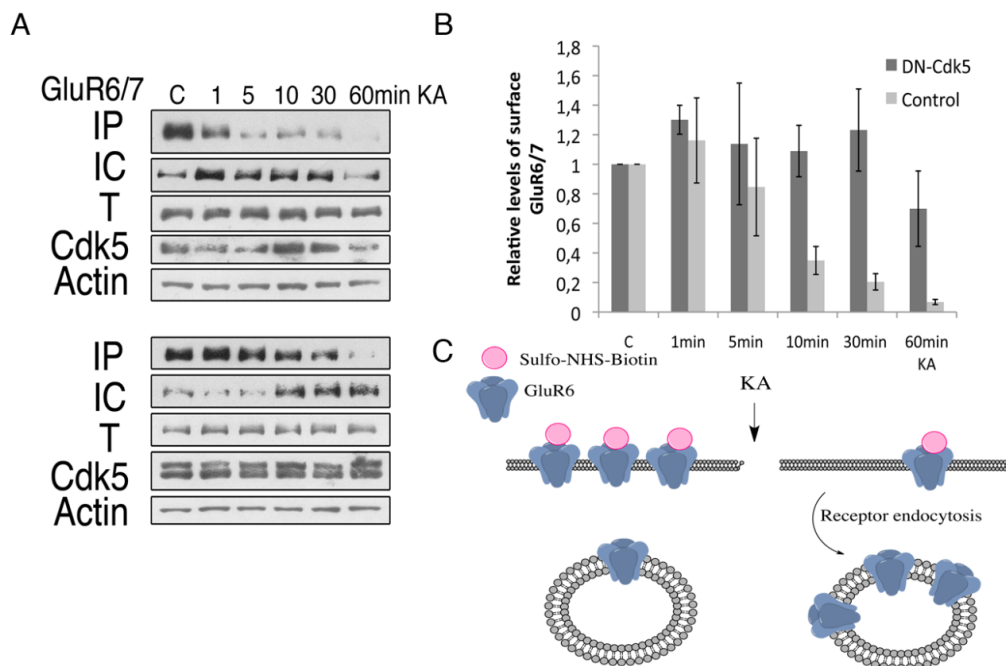 A
GluR6/7 C 1 5 10 30 60min KA
IP
IC
T
Cdk5
Actin
IP
IC
T
Cdk5
Actin
B
Relative levels of surface
GluR6/7
1,8
1,6
1,4
1,2
1
0,8
0,6
0,4
0,2
0
DN-Cdk5
Control
C 1min 5min 10min 30min 60min
KA
C
Sulfo-NHS-Biotin
GluR6
KA
Receptor endocytosis